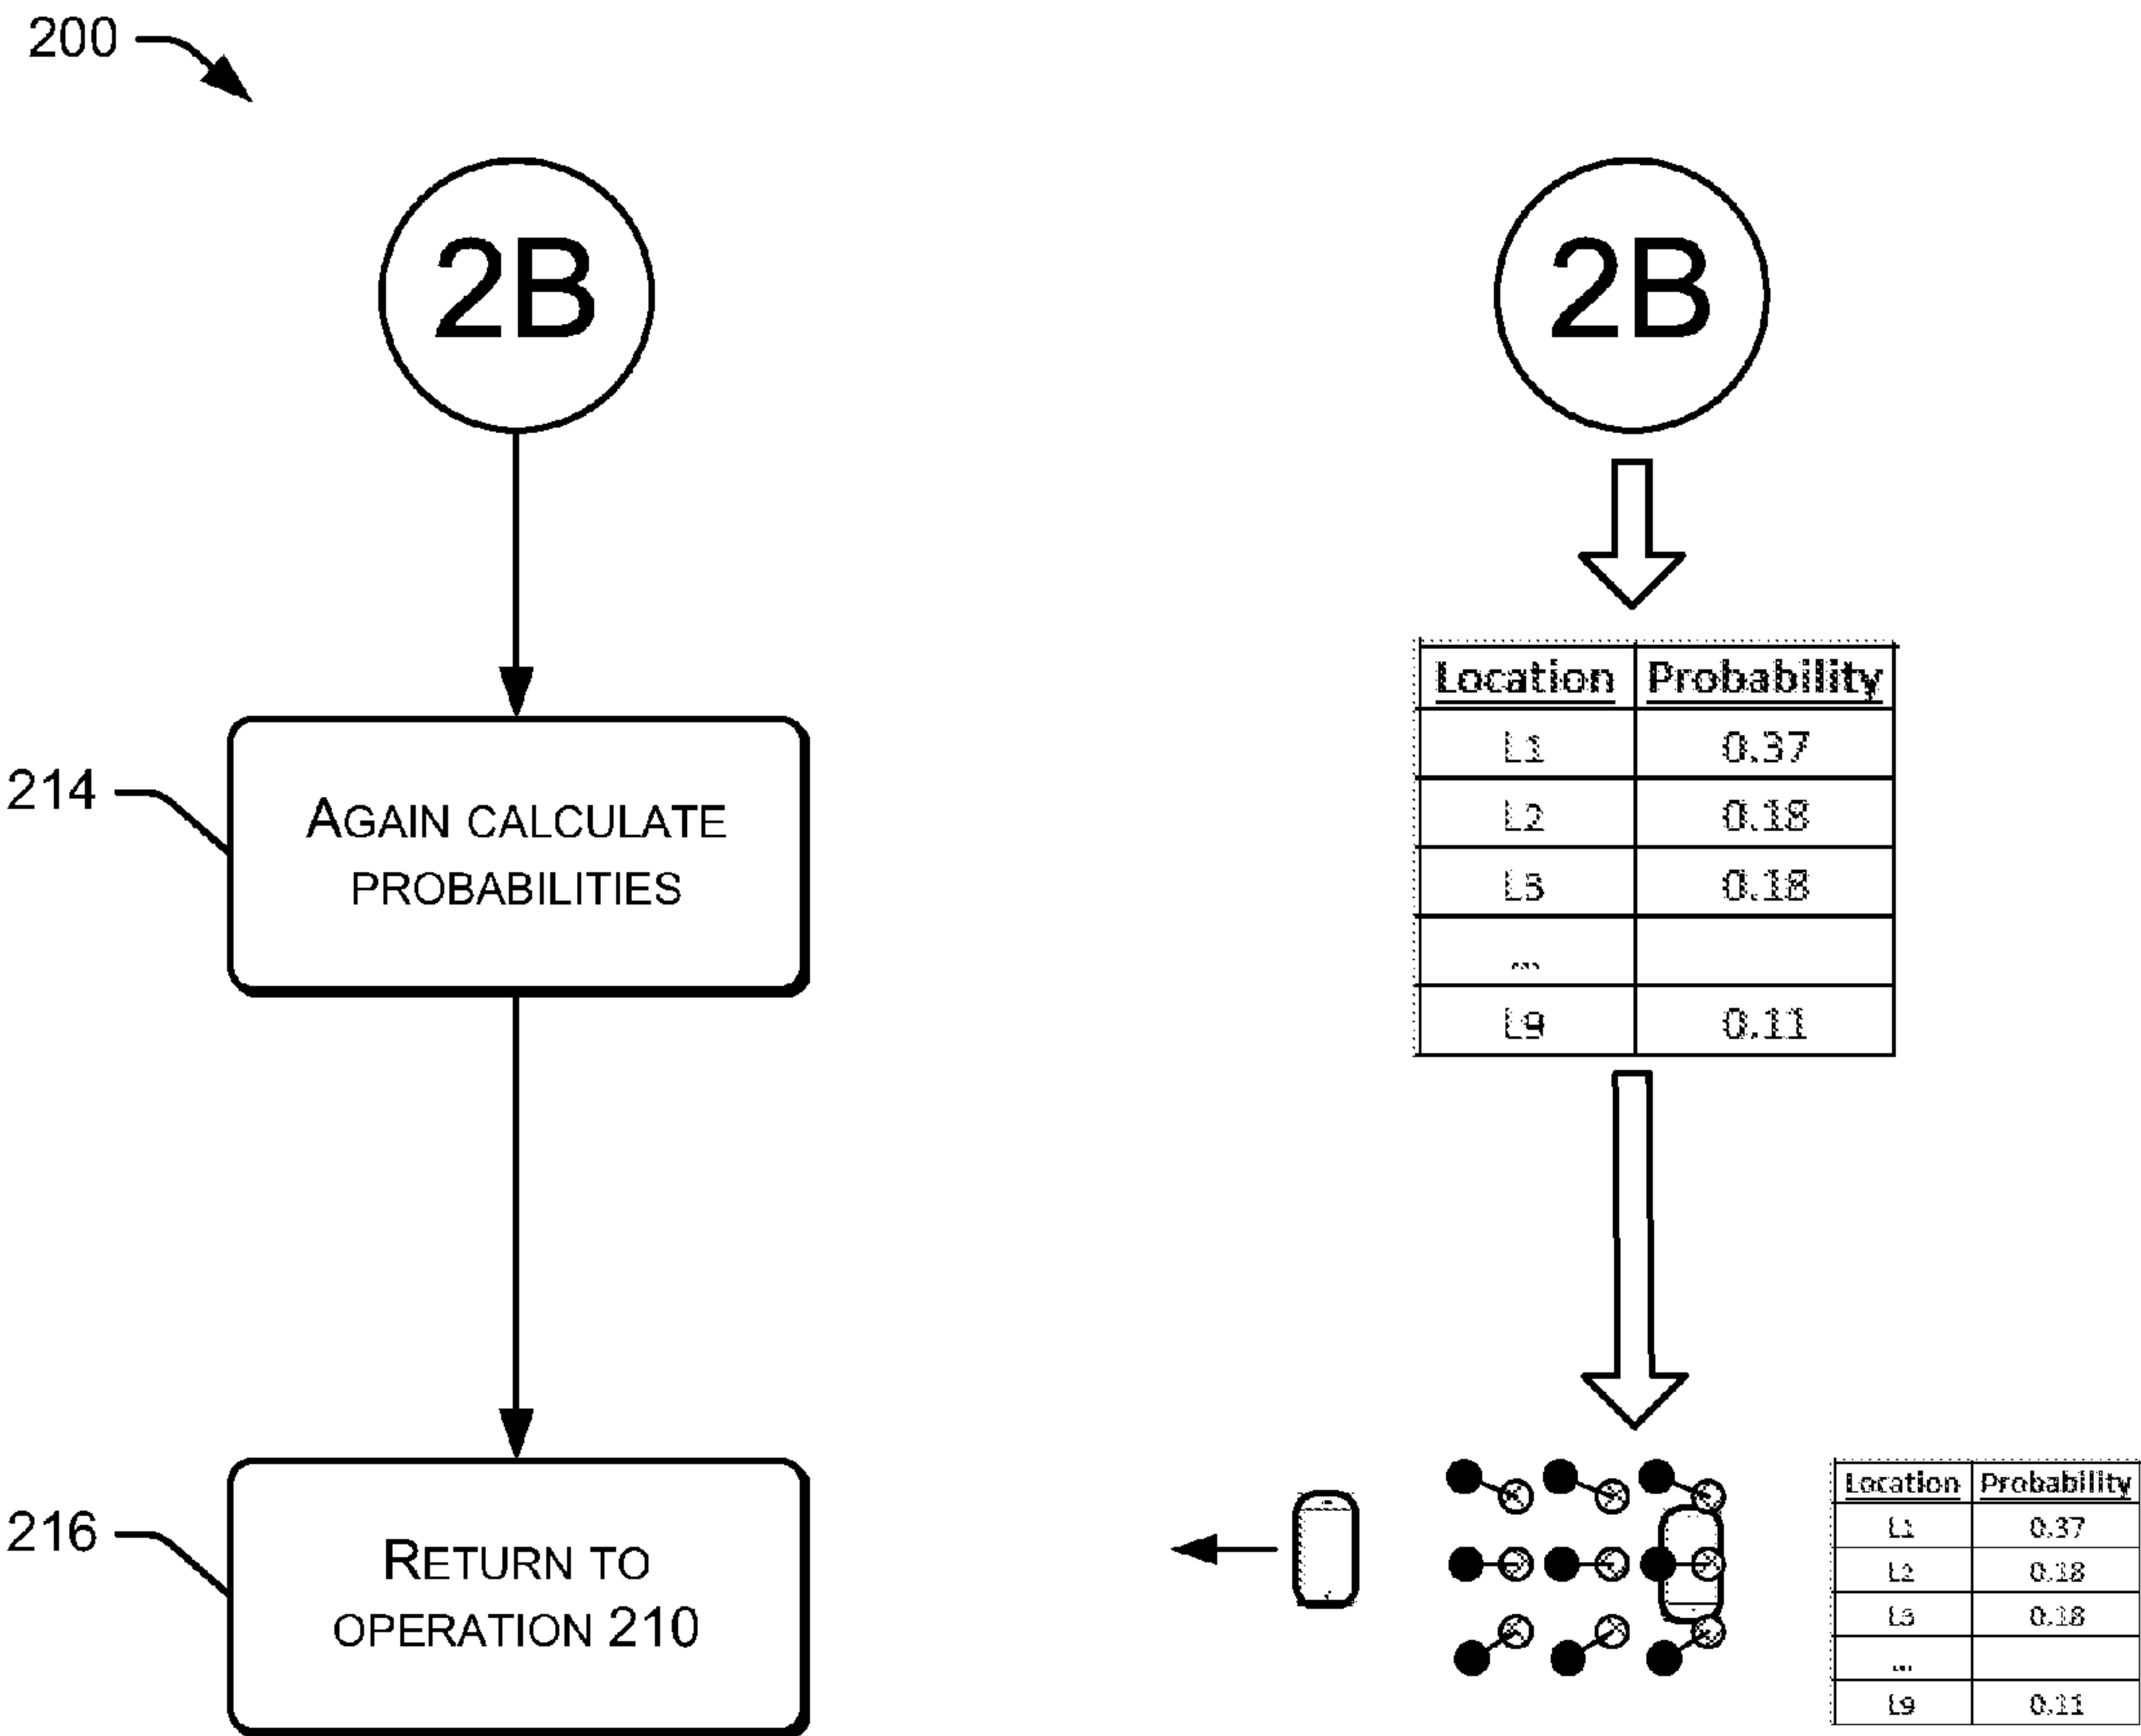 200
2B
2B
214
AGAIN CALCULATE
PROBABILITIES
Location Probability
L1 0.37
L2 0.18
L3 0.18
...
L9 0.11
216
RETURN TO
OPERATION 210
Location Probability
L1 0.37
L2 0.18
L3 0.18
...
L9 0.11